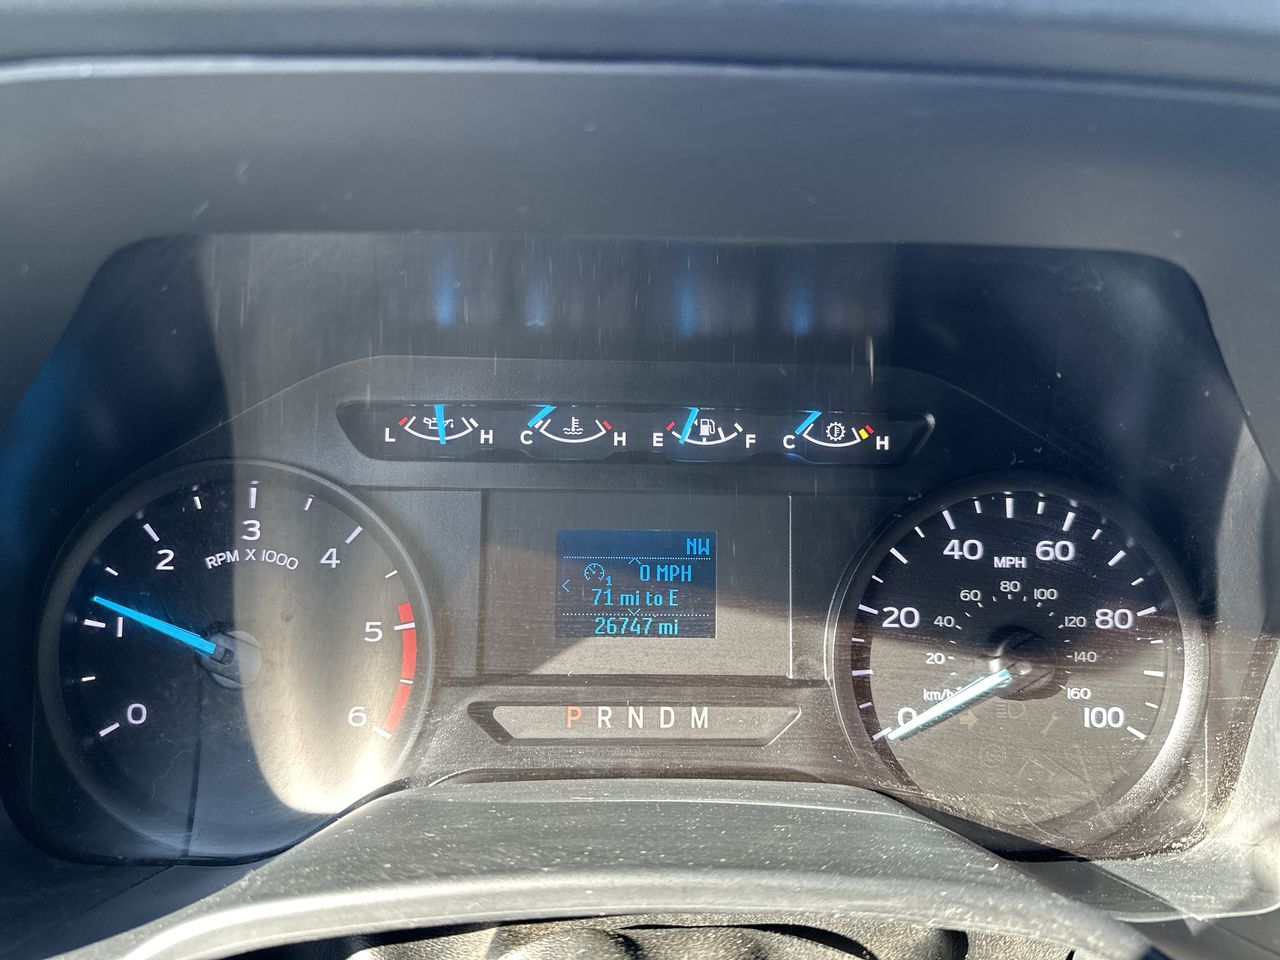 L H C H E F C H
0 1 2 3 4 5 6
RPM X 1000
NW
1 0 MPH
71 mi to E
26747 mi
P R N D M
0 20 40 60 80 100
MPH
20 40 60 80 100 120 140 160
km/h